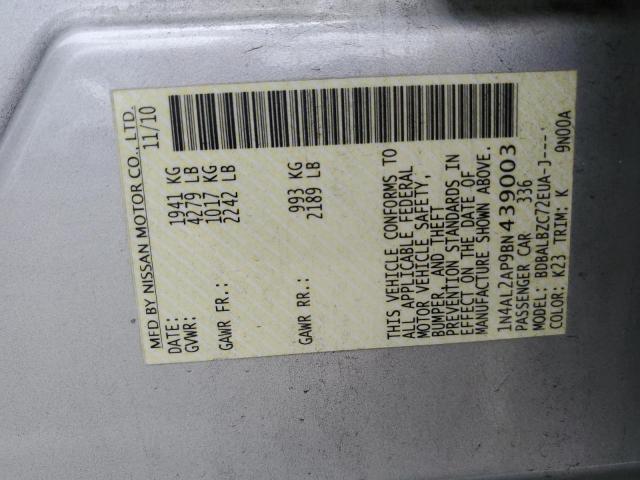 MFD BY NISSAN MOTOR CO., LTD.
DATE: 11/10
GVWR: 1941 KG
4279 LB
GAWR FR.: 1017 KG
2242 LB
GAWR RR.: 993 KG
2189 LB
THIS VEHICLE CONFORMS TO
ALL APPLICABLE FEDERAL
MOTOR VEHICLE SAFETY,
BUMPER, AND THEFT
PREVENTION STANDARDS IN
EFFECT ON THE DATE OF
MANUFACTURE SHOWN ABOVE.
1N4AL2AP9BN439003
PASSENGER CAR 336
MODEL: BDBALBZC72EUA-J---
COLOR: K23 TRIM: K 9N00A